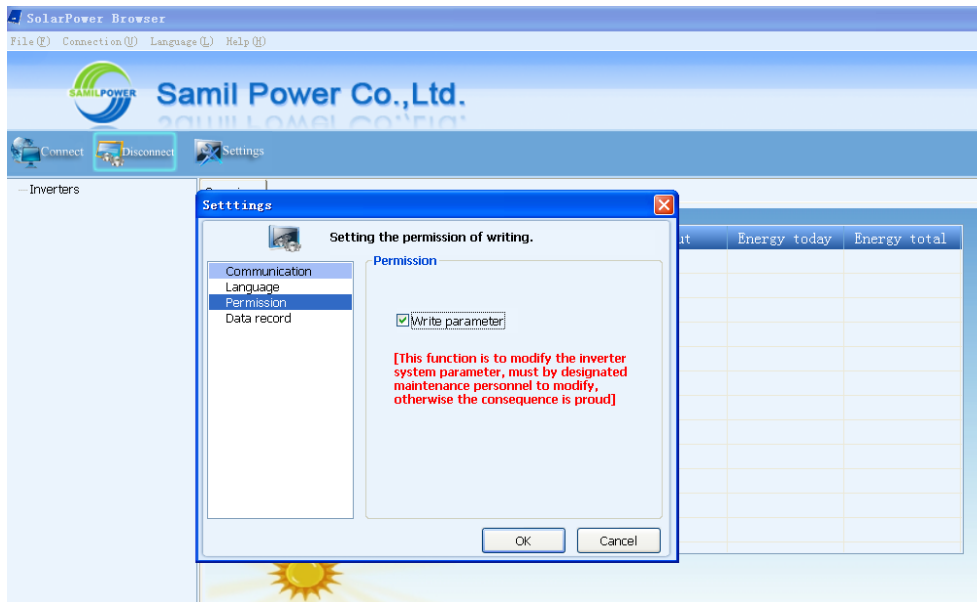 SolarPower Browser
File(F) Connection(U) Language(L) Help(H)
SAMILPOWER Samil Power Co.,Ltd.
Connect Disconnect Settings
Inverters
Setttings
Setting the permission of writing.
Energy today Energy total
Communication
Language
Permission
Data record
Permission
Write parameter
[This function is to modify the inverter
system parameter, must by designated
maintenance personnel to modify,
otherwise the consequence is proud]
OK Cancel